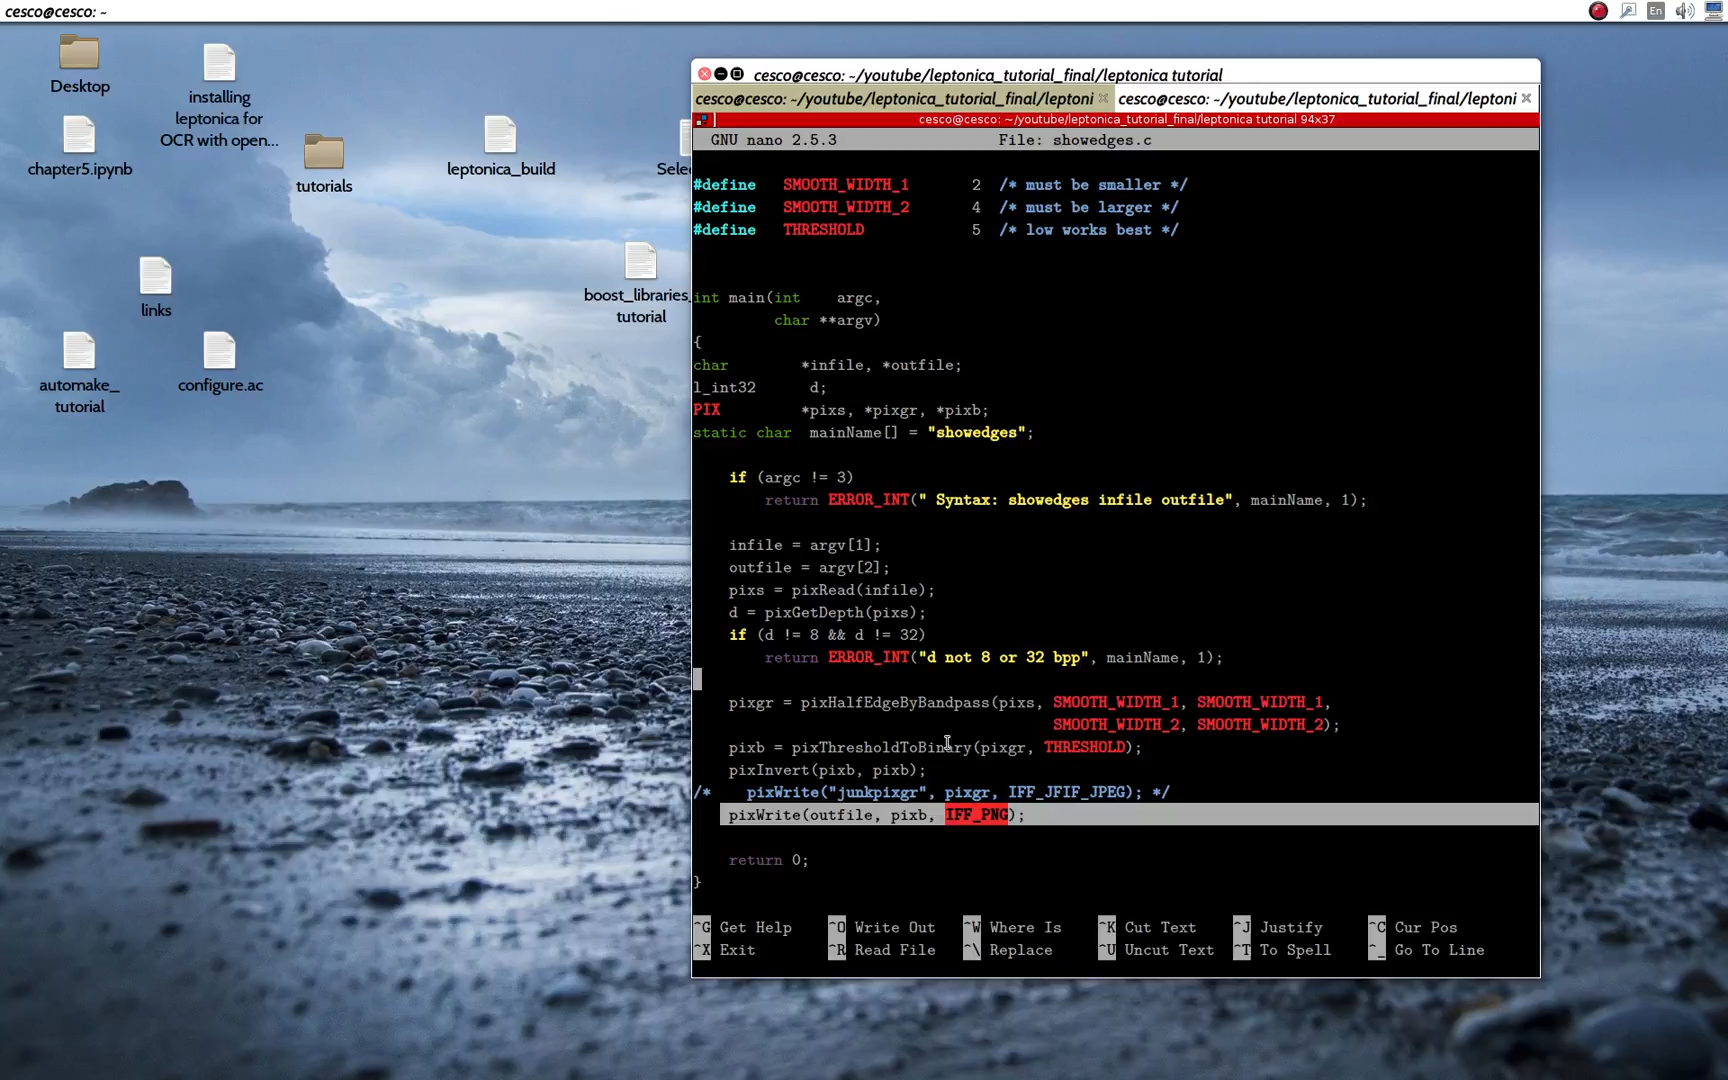 cesco@cesco: ~
En
Desktop
installing
leptonica for
OCR with open...
chapter5.ipynb
tutorials
leptonica_build
Sele
links
boost_libraries_
tutorial
automake_
tutorial
configure.ac
cesco@cesco: ~/youtube/leptonica_tutorial_final/leptonica tutorial
cesco@cesco: ~/youtube/leptonica_tutorial_final/leptoni
cesco@cesco: ~/youtube/leptonica_tutorial_final/leptoni
cesco@cesco: ~/youtube/leptonica_tutorial_final/leptonica tutorial 94x37
GNU nano 2.5.3 File: showedges.c
#define SMOOTH_WIDTH_1 2 /* must be smaller */
#define SMOOTH_WIDTH_2 4 /* must be larger */
#define THRESHOLD 5 /* low works best */
int main(int argc,
char **argv)
{
char *infile, *outfile;
l_int32 d;
PIX *pixs, *pixgr, *pixb;
static char mainName[] = "showedges";
if (argc != 3)
return ERROR_INT(" Syntax: showedges infile outfile", mainName, 1);
infile = argv[1];
outfile = argv[2];
pixs = pixRead(infile);
d = pixGetDepth(pixs);
if (d != 8 && d != 32)
return ERROR_INT("d not 8 or 32 bpp", mainName, 1);
pixgr = pixHalfEdgeByBandpass(pixs, SMOOTH_WIDTH_1, SMOOTH_WIDTH_1,
SMOOTH_WIDTH_2, SMOOTH_WIDTH_2);
pixb = pixThresholdToBinary(pixgr, THRESHOLD);
pixInvert(pixb, pixb);
/* pixWrite("junkpixgr", pixgr, IFF_JFIF_JPEG); */
pixWrite(outfile, pixb, IFF_PNG);
return 0;
}
^G Get Help ^O Write Out ^W Where Is ^K Cut Text ^J Justify ^C Cur Pos
^X Exit ^R Read File ^\ Replace ^U Uncut Text ^T To Spell ^_ Go To Line